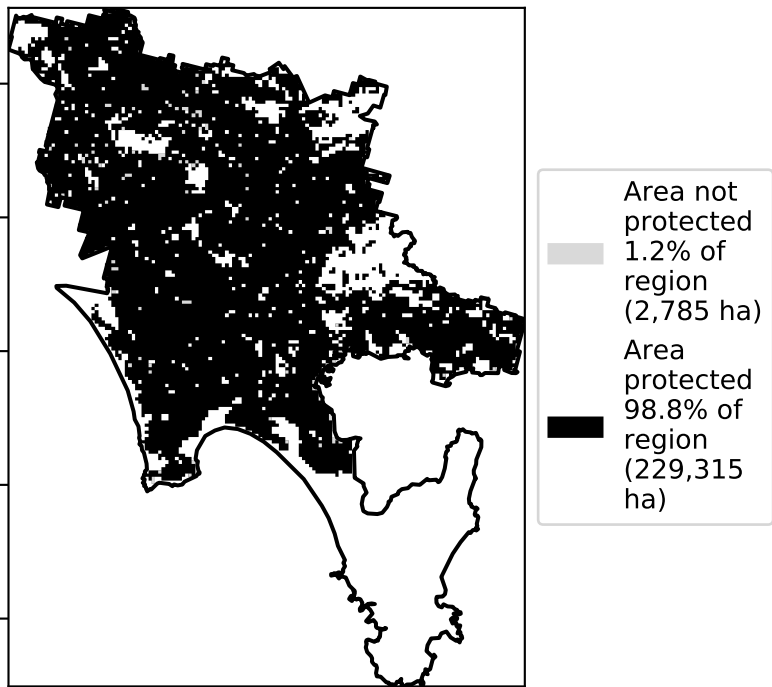 Area not
protected
1.2% of
region
(2,785 ha)
Area
protected
98.8% of
region
(229,315
ha)